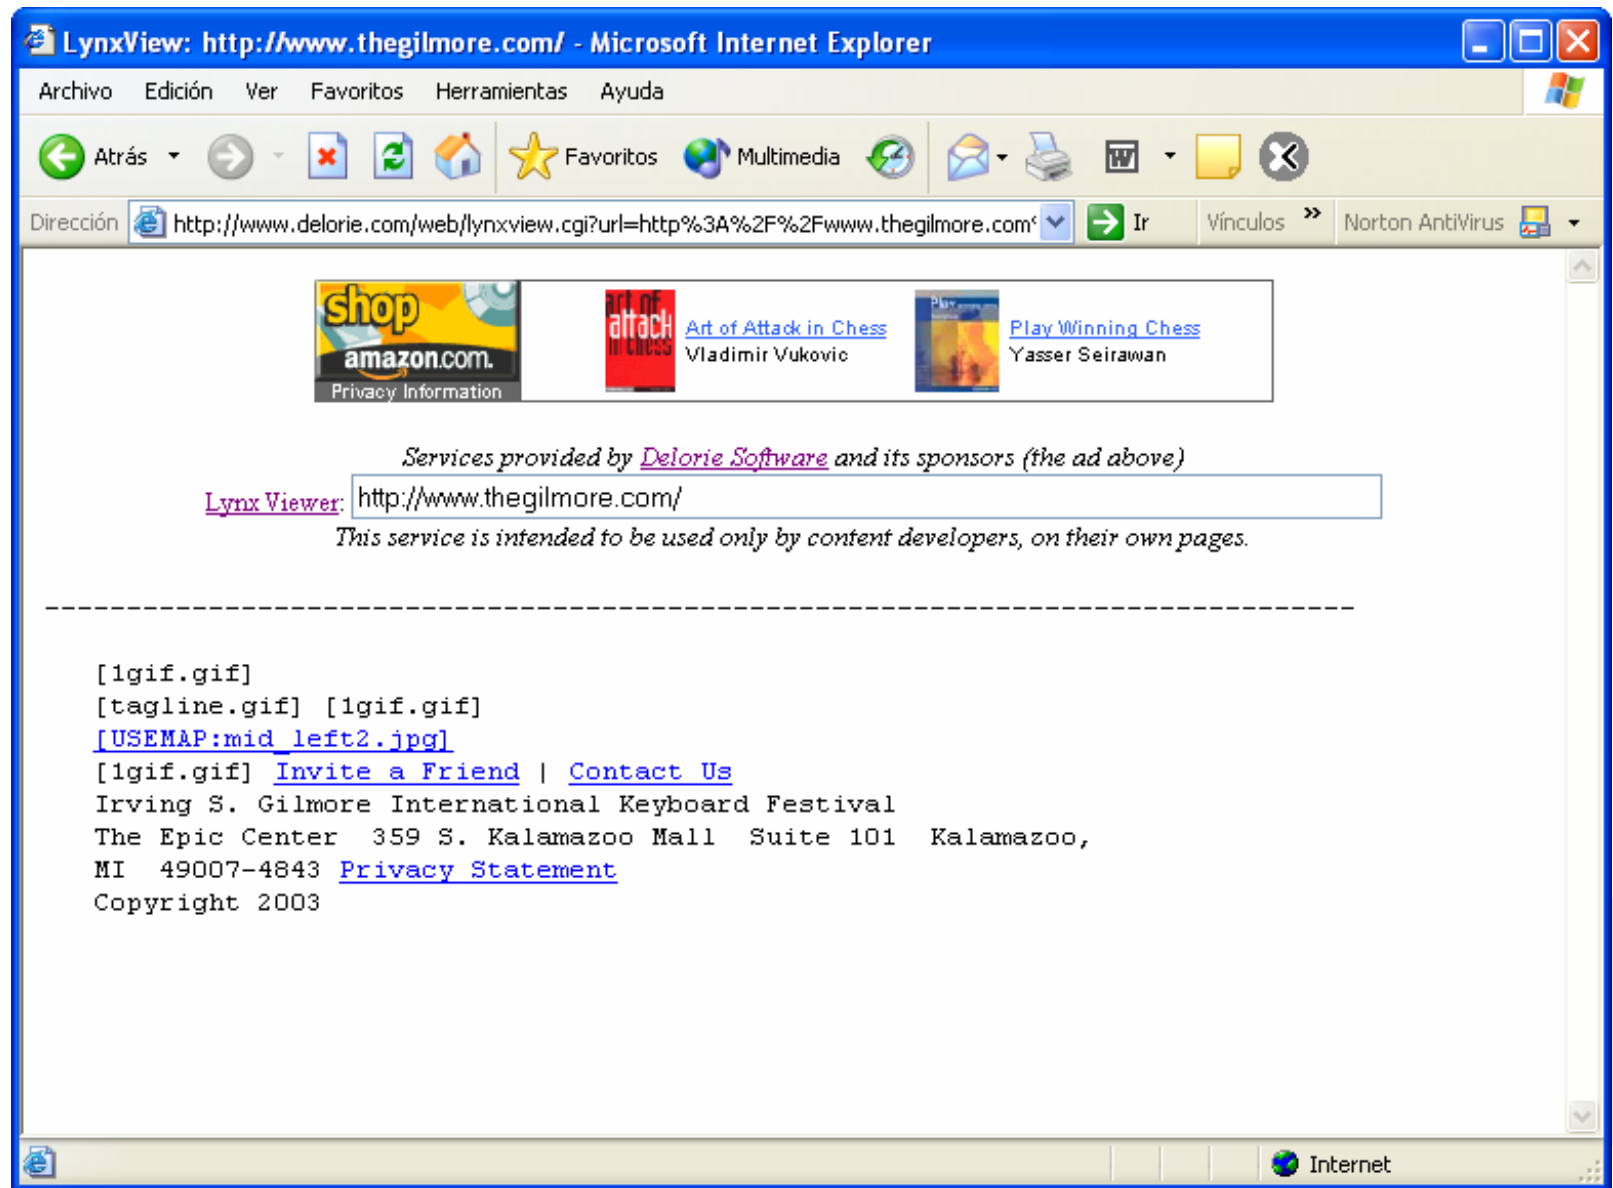 LynxView: http://www.thegilmore.com/ - Microsoft Internet Explorer
Archivo Edición Ver Favoritos Herramientas Ayuda
Atrás Favoritos Multimedia
Dirección http://www.delorie.com/web/lynxview.cgi?url=http%3A%2F%2Fwww.thegilmore.com Ir Vínculos » Norton AntiVirus
shop
amazon.com.
Privacy Information
art of
attack
in chess
Art of Attack in Chess
Vladimir Vukovic
Play
Play Winning Chess
Yasser Seirawan
Services provided by Delorie Software and its sponsors (the ad above)
Lynx Viewer: http://www.thegilmore.com/
This service is intended to be used only by content developers, on their own pages.
--------------------------------------------------------------------------------
[1gif.gif]
[tagline.gif] [1gif.gif]
[USEMAP:mid_left2.jpg]
[1gif.gif] Invite a Friend | Contact Us
Irving S. Gilmore International Keyboard Festival
The Epic Center 359 S. Kalamazoo Mall Suite 101 Kalamazoo,
MI 49007-4843 Privacy Statement
Copyright 2003
Internet